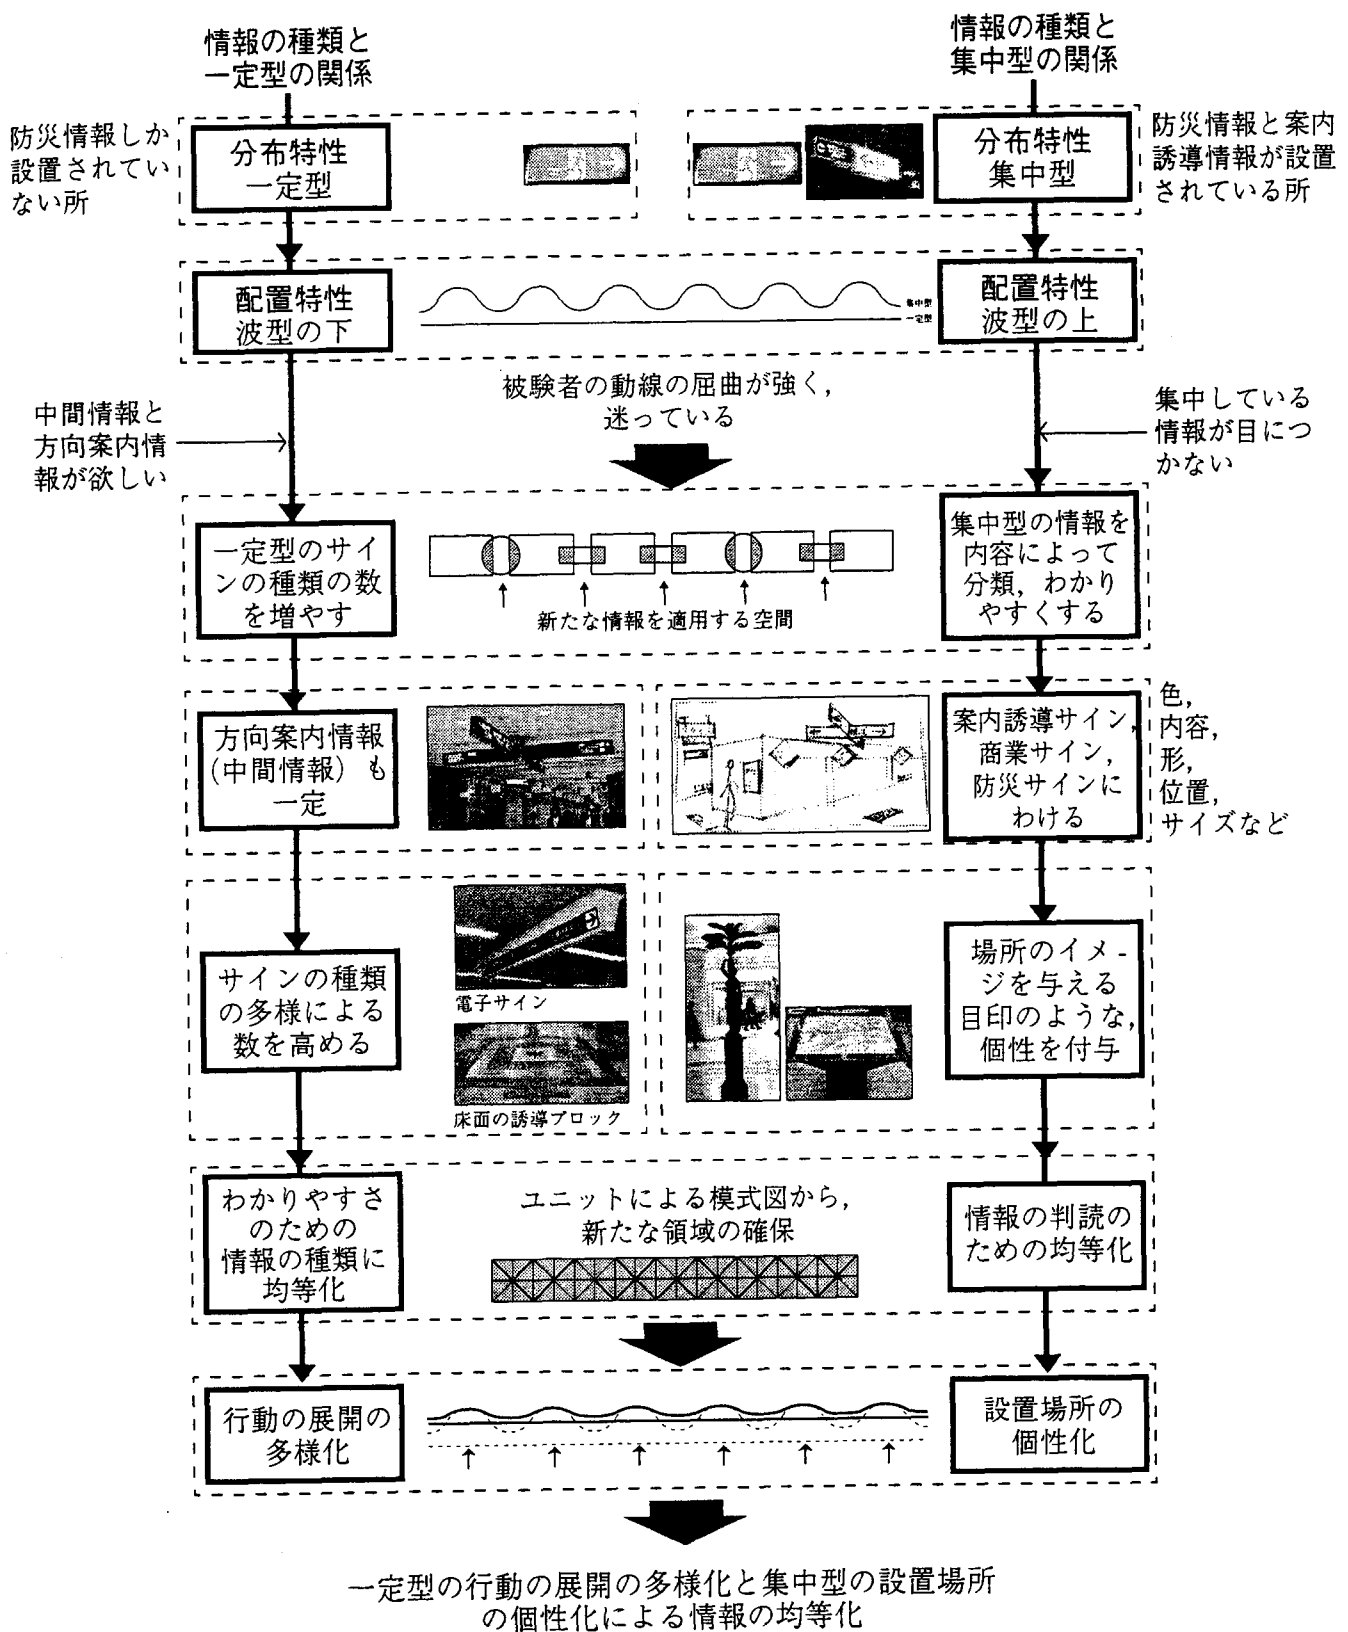 情報の種類と
一定型の関係
情報の種類と
集中型の関係
防災情報しか
設置されてい
ない所
分布特性
一定型
分布特性
集中型
防災情報と案内
誘導情報が設置
されている所
配置特性
波型の下
集中型
一定型
配置特性
波型の上
被験者の動線の屈曲が強く,
迷っている
中間情報と
方向案内情
報が欲しい
集中している
情報が目につ
かない
一定型のサイ
ンの種類の数
を増やす
新たな情報を適用する空間
集中型の情報を
内容によって
分類, わかり
やすくする
方向案内情報
(中間情報) も
一定
案内誘導サイン,
商業サイン,
防災サインに
わける
色,
内容,
形,
位置,
サイズなど
サインの種類
の多様による
数を高める
電子サイン
床面の誘導ブロック
場所のイメ-
ジを与える
目印のような,
個性を付与
わかりやすさ
のための
情報の種類に
均等化
ユニットによる模式図から,
新たな領域の確保
情報の判読の
ための均等化
行動の展開の
多様化
設置場所の
個性化
一定型の行動の展開の多様化と集中型の設置場所
の個性化による情報の均等化